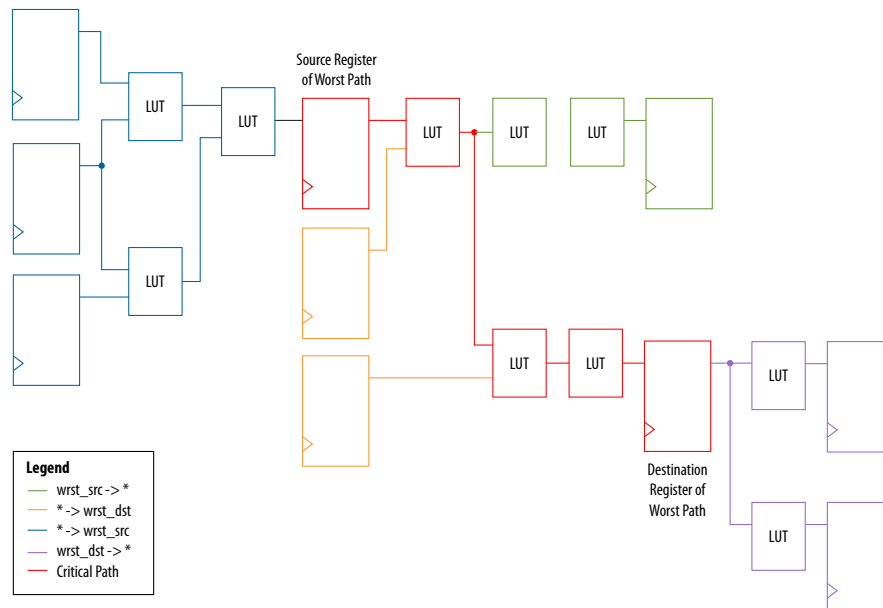 Source Register
of Worst Path
LUT
LUT
LUT
LUT
LUT
LUT
LUT
LUT
LUT
Destination
Register of
Worst Path
LUT
LUT
Legend
wrst_src -> *
* -> wrst_dst
* -> wrst_src
wrst_dst -> *
Critical Path